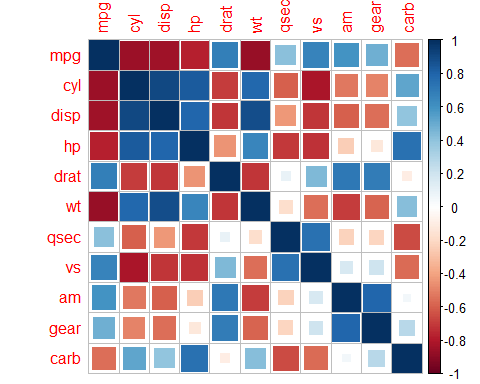 mpg cyl disp hp drat wt qsec vs am gear carb
mpg
cyl
disp
hp
drat
wt
qsec
vs
am
gear
carb
1
0.8
0.6
0.4
0.2
0
-0.2
-0.4
-0.6
-0.8
-1